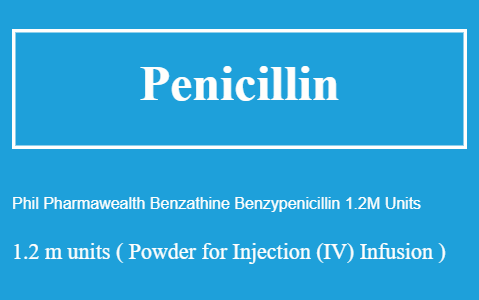 Penicillin
Phil Pharmawealth Benzathine Benzypenicillin 1.2M Units
1.2 m units ( Powder for Injection (IV) Infusion )